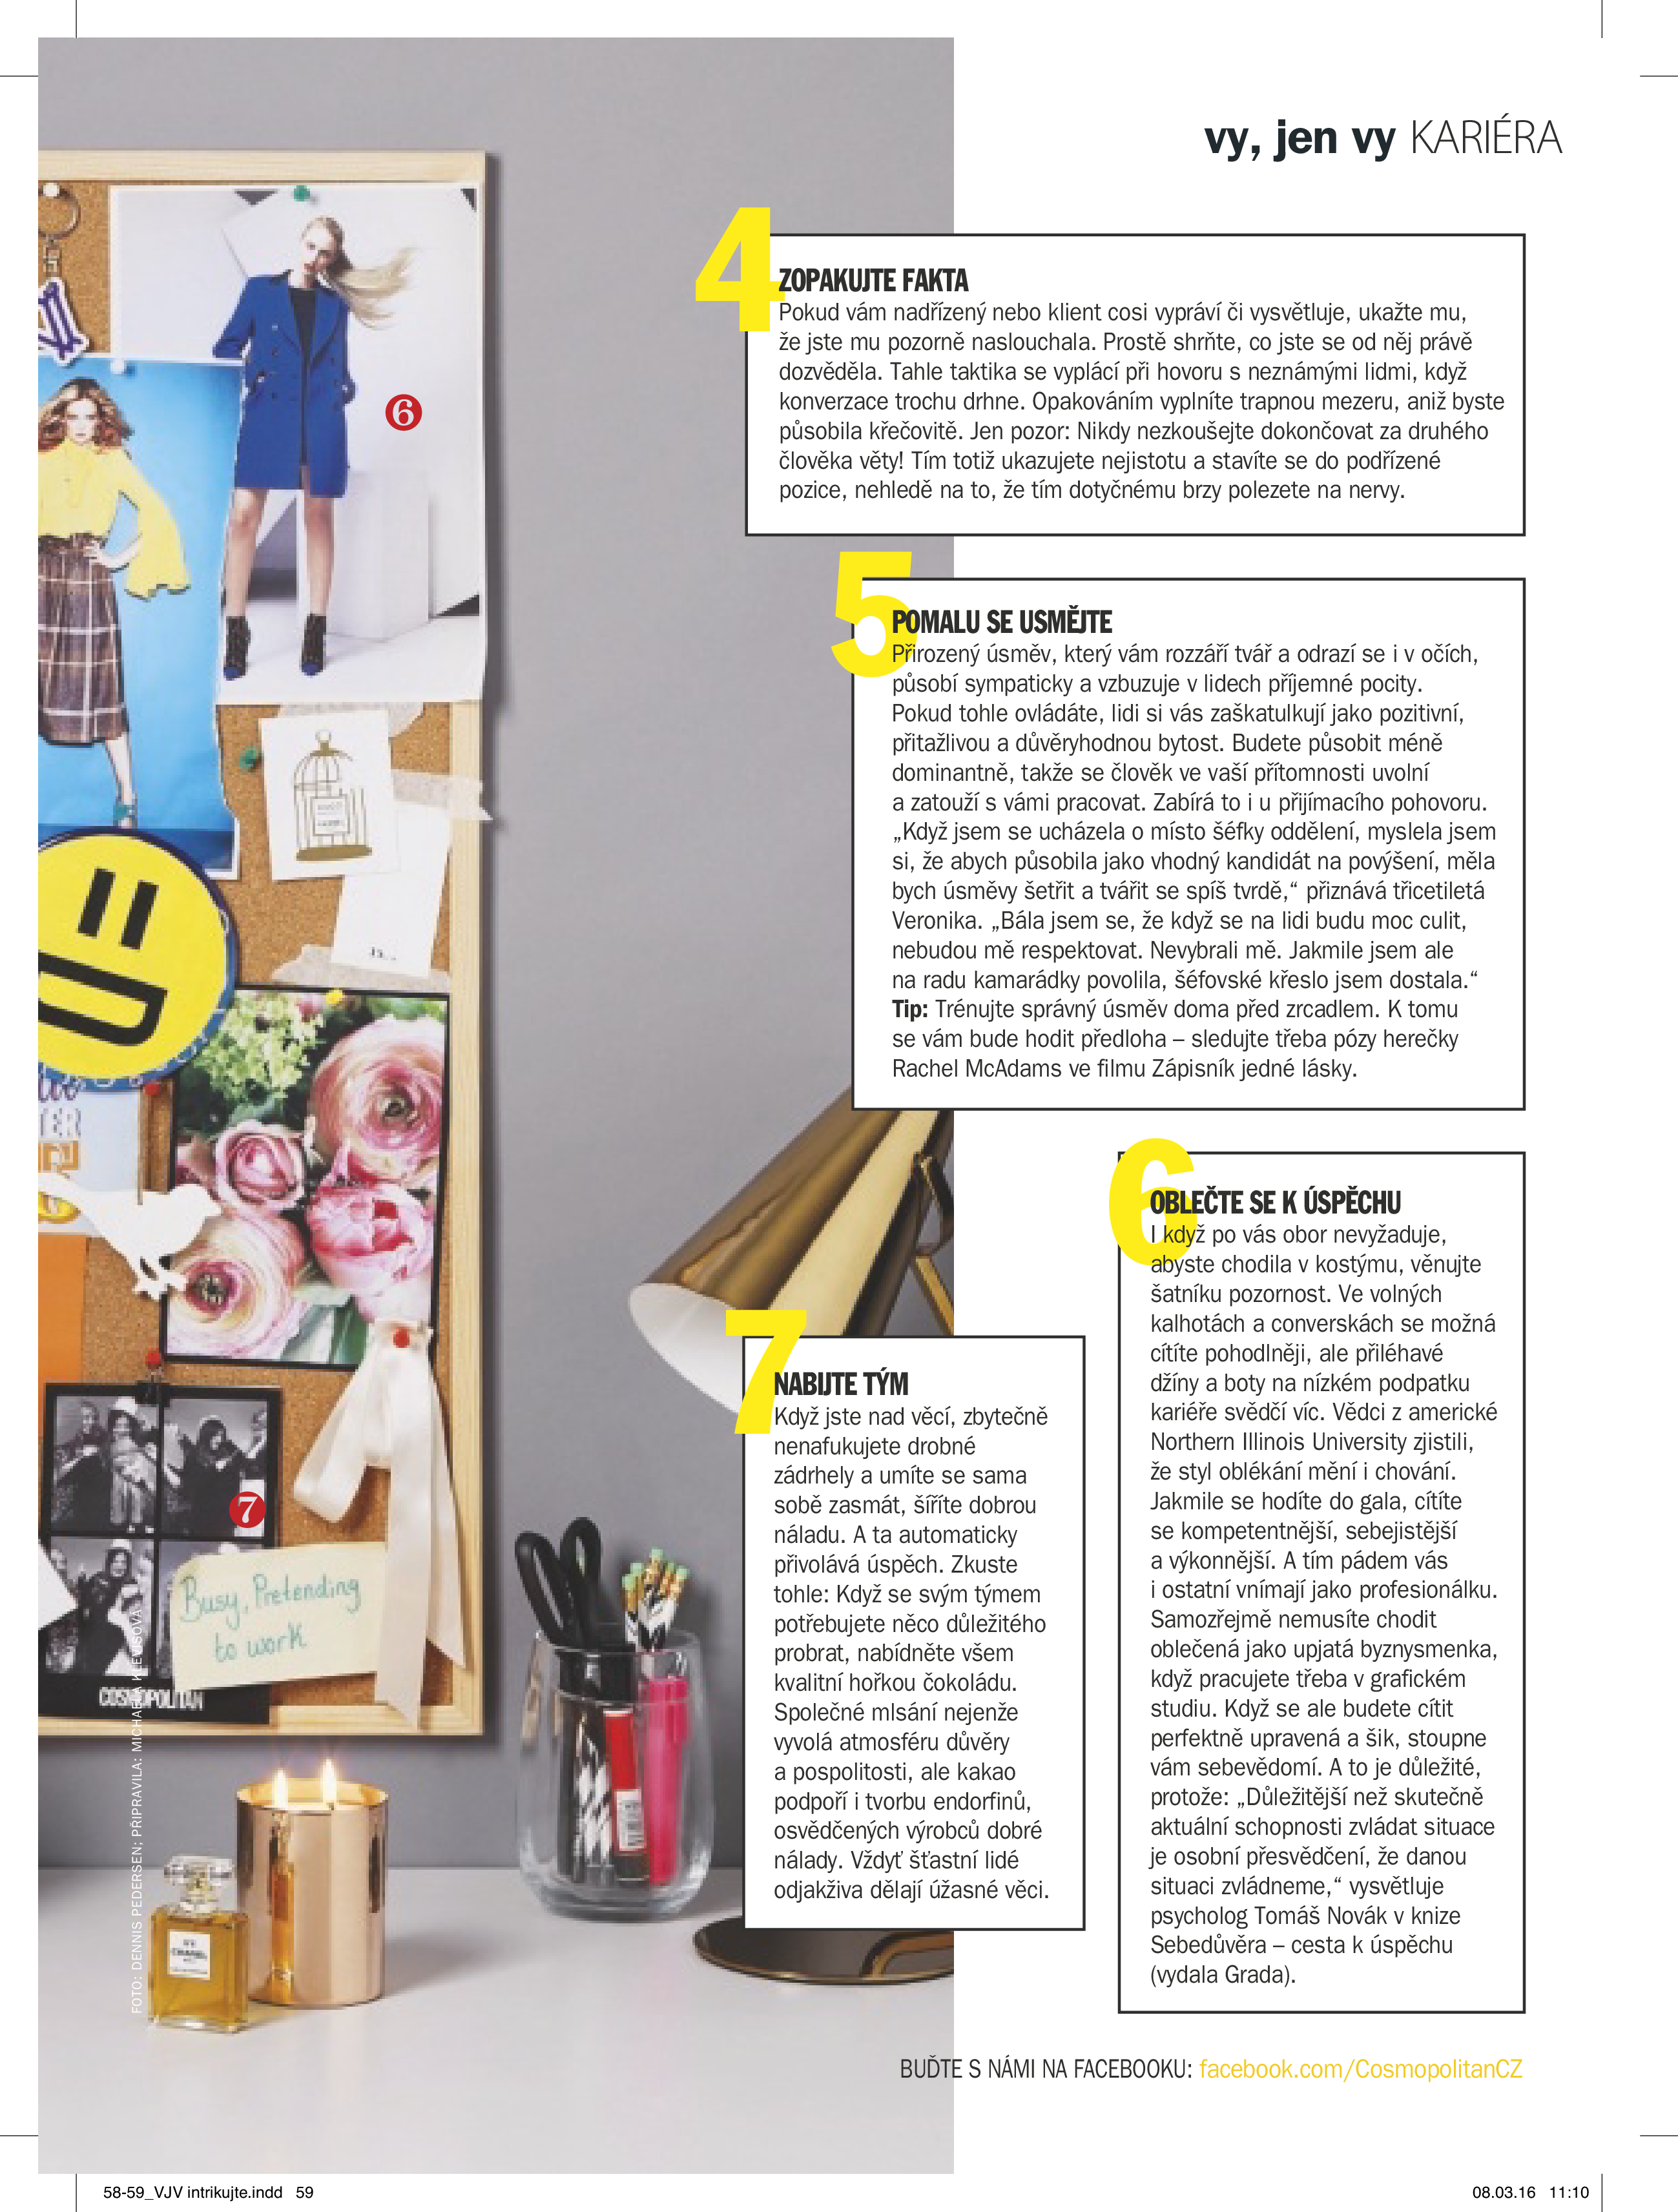 vy, jen vy KARIÉRA
4
ZOPAKUJTE FAKTA
Pokud vám nadřízený nebo klient cosi vypráví či vysvětluje, ukažte mu,
že jste mu pozorně naslouchala. Prostě shrňte, co jste se od něj právě
dozvěděla. Tahle taktika se vyplácí při hovoru s neznámými lidmi, když
konverzace trochu drhne. Opakováním vyplníte trapnou mezeru, aniž byste
působila křečovitě. Jen pozor: Nikdy nezkoušejte dokončovat za druhého
člověka věty! Tím totiž ukazujete nejistotu a stavíte se do podřízené
pozice, nehledě na to, že tím dotyčnému brzy polezete na nervy.
5
POMALU SE USMĚJTE
Přirozený úsměv, který vám rozzáří tvář a odrazí se i v očích,
působí sympaticky a vzbuzuje v lidech příjemné pocity.
Pokud tohle ovládáte, lidi si vás zaškatulkují jako pozitivní,
přitažlivou a důvěryhodnou bytost. Budete působit méně
dominantně, takže se člověk ve vaší přítomnosti uvolní
a zatouží s vámi pracovat. Zabírá to i u přijímacího pohovoru.
„Když jsem se ucházela o místo šéfky oddělení, myslela jsem
si, že abych působila jako vhodný kandidát na povýšení, měla
bych úsměvy šetřit a tvářit se spíš tvrdě,“ přiznává třicetiletá
Veronika. „Bála jsem se, že když se na lidi budu moc culit,
nebudou mě respektovat. Nevybrali mě. Jakmile jsem ale
na radu kamarádky povolila, šéfovské křeslo jsem dostala.“
Tip: Trénujte správný úsměv doma před zrcadlem. K tomu
se vám bude hodit předloha – sledujte třeba pózy herečky
Rachel McAdams ve filmu Zápisník jedné lásky.
6
OBLEČTE SE K ÚSPĚCHU
I když po vás obor nevyžaduje,
abyste chodila v kostýmu, věnujte
šatníku pozornost. Ve volných
kalhotách a converskách se možná
cítíte pohodlněji, ale přiléhavé
džíny a boty na nízkém podpatku
kariéře svědčí víc. Vědci z americké
Northern Illinois University zjistili,
že styl oblékání mění i chování.
Jakmile se hodíte do gala, cítíte
se kompetentnější, sebejistější
a výkonnější. A tím pádem vás
i ostatní vnímají jako profesionálku.
Samozřejmě nemusíte chodit
oblečená jako upjatá byznysmenka,
když pracujete třeba v grafickém
studiu. Když se ale budete cítit
perfektně upravená a šik, stoupne
vám sebevědomí. A to je důležité,
protože: „Důležitější než skutečně
aktuální schopnosti zvládat situace
je osobní přesvědčení, že danou
situaci zvládneme,“ vysvětluje
psycholog Tomáš Novák v knize
Sebedůvěra – cesta k úspěchu
(vydala Grada).
7
NABIJTE TÝM
Když jste nad věcí, zbytečně
nenafukujete drobné
zádrhely a umíte se sama
sobě zasmát, šíříte dobrou
náladu. A ta automaticky
přivolává úspěch. Zkuste
tohle: Když se svým týmem
potřebujete něco důležitého
probrat, nabídněte všem
kvalitní hořkou čokoládu.
Společné mlsání nejenže
vyvolá atmosféru důvěry
a pospolitosti, ale kakao
podpoří i tvorbu endorfinů,
osvědčených výrobců dobré
nálady. Vždyť šťastní lidé
odjakživa dělají úžasné věci.
6
7
Busy, Pretending
to work
COSMOPOLITAN
CHANEL
FOTO: DENNIS PEDERSEN; PŘIPRAVILA: MICHAELA
BUĎTE S NÁMI NA FACEBOOKU: facebook.com/CosmopolitanCZ
58-59_VJV intrikujte.indd 59
08.03.16 11:10